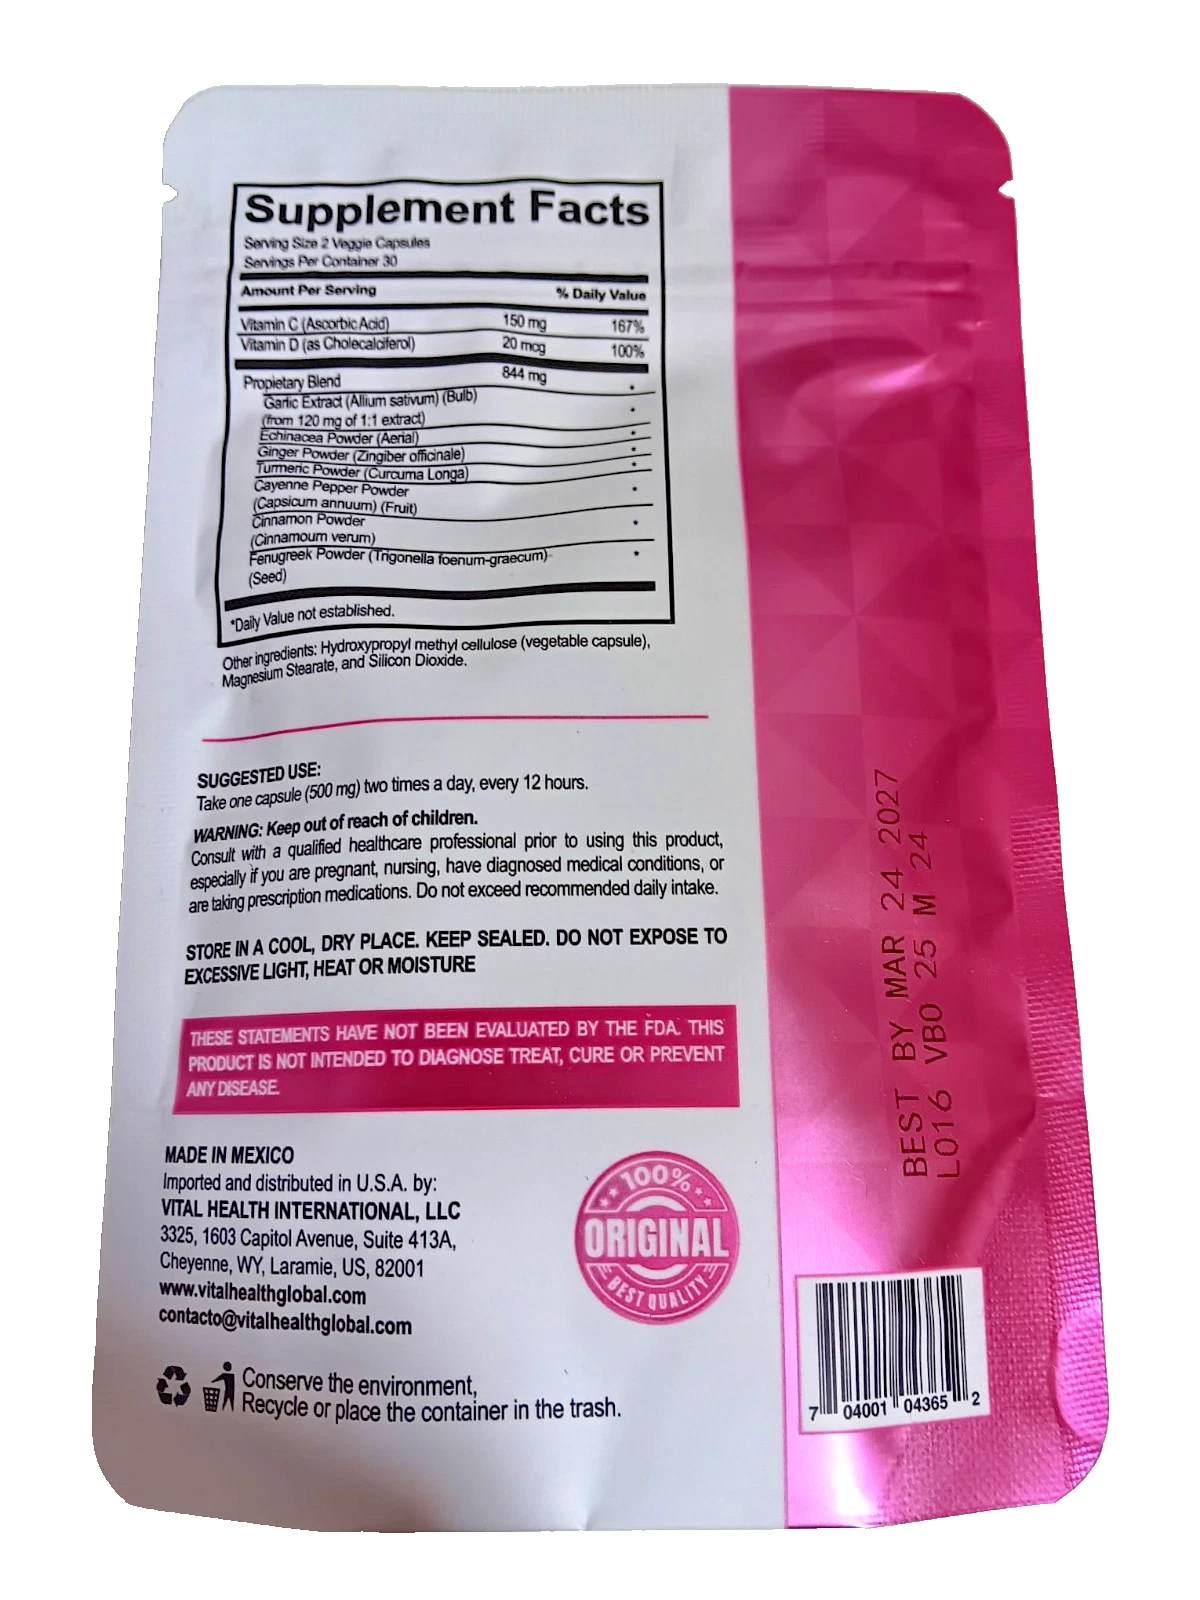 Supplement Facts
Serving Size 2 Veggie Capsules
Servings Per Container 30
Amount Per Serving % Daily Value
Vitamin C (Ascorbic Acid) 150 mg 167%
Vitamin D (as Cholecalciferol) 20 mcg 100%
Propietary Blend 844 mg *
Garlic Extract (Allium sativum) (Bulb)
(from 120 mg of 1:1 extract) *
Echinacea Powder (Aerial) *
Ginger Powder (Zingiber officinale) *
Turmeric Powder (Curcuma Longa) *
Cayenne Pepper Powder
(Capsicum annuum) (Fruit) *
Cinnamon Powder
(Cinnamoum verum) *
Fenugreek Powder (Trigonella foenum-graecum) *
(Seed)
*Daily Value not established.
Other ingredients: Hydroxypropyl methyl cellulose (vegetable capsule),
Magnesium Stearate, and Silicon Dioxide.
SUGGESTED USE:
Take one capsule (500 mg) two times a day, every 12 hours.
WARNING: Keep out of reach of children.
Consult with a qualified healthcare professional prior to using this product,
especially if you are pregnant, nursing, have diagnosed medical conditions, or
are taking prescription medications. Do not exceed recommended daily intake.
STORE IN A COOL, DRY PLACE. KEEP SEALED. DO NOT EXPOSE TO
EXCESSIVE LIGHT, HEAT OR MOISTURE
THESE STATEMENTS HAVE NOT BEEN EVALUATED BY THE FDA. THIS
PRODUCT IS NOT INTENDED TO DIAGNOSE TREAT, CURE OR PREVENT
ANY DISEASE.
MADE IN MEXICO
Imported and distributed in U.S.A. by:
VITAL HEALTH INTERNATIONAL, LLC
3325, 1603 Capitol Avenue, Suite 413A,
Cheyenne, WY, Laramie, US, 82001
www.vitalhealthglobal.com
contacto@vitalhealthglobal.com
Conserve the environment,
Recycle or place the container in the trash.
100%
ORIGINAL
BEST QUALITY
BEST BY MAR 24 2027
L016 VBO 25 M 24
7 04001 04365 2